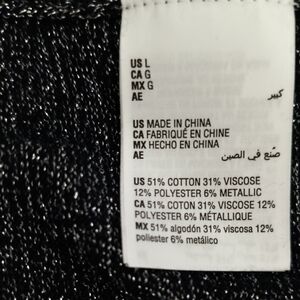 US L
CA G
MX G
AE كبير
US MADE IN CHINA
CA FABRIQUÉ EN CHINE
MX HECHO EN CHINA
AE صنع في الصين
US 51% COTTON 31% VISCOSE
12% POLYESTER 6% METALLIC
CA 51% COTON 31% VISCOSE 12%
POLYESTER 6% MÉTALLIQUE
MX 51% algodón 31% viscosa 12%
poliester 6% metálico